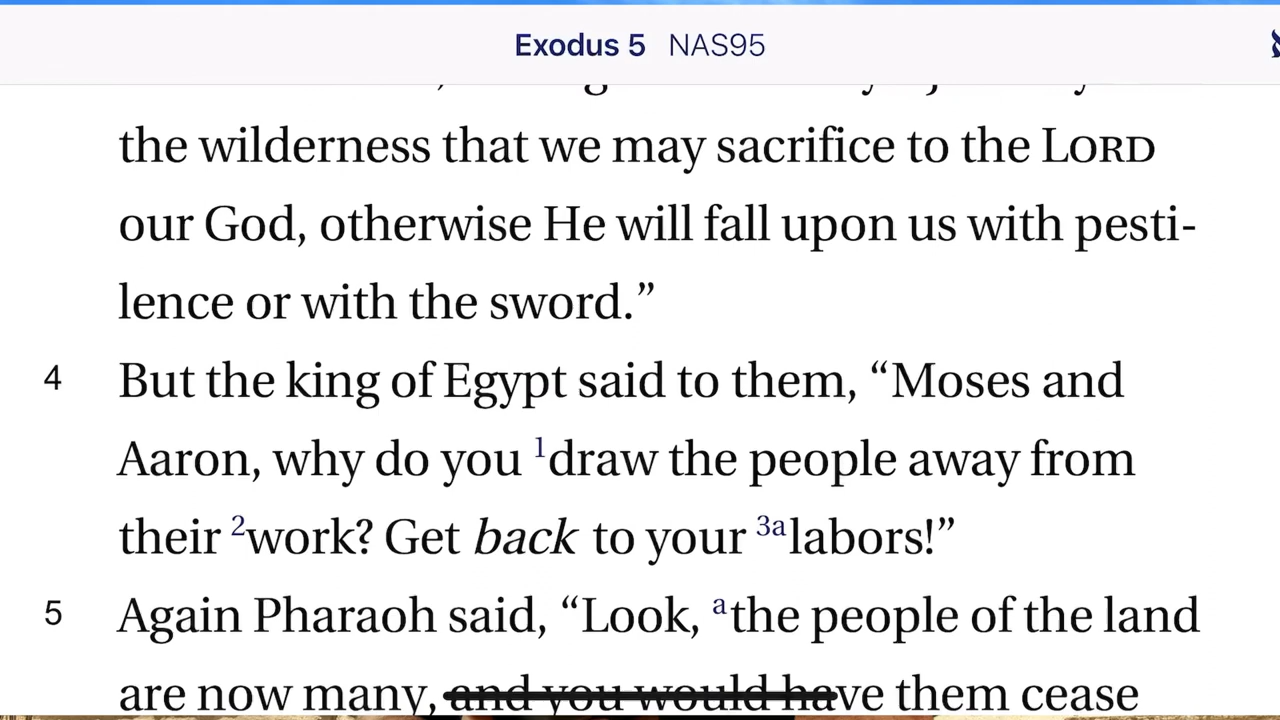 Exodus 5 NAS95
the wilderness that we may sacrifice to the LORD
our God, otherwise He will fall upon us with pesti-
lence or with the sword.”
4 But the king of Egypt said to them, “Moses and
Aaron, why do you 1draw the people away from
their 2work? Get back to your 3alabors!”
5 Again Pharaoh said, “Look, athe people of the land
are now many, and you would have them cease